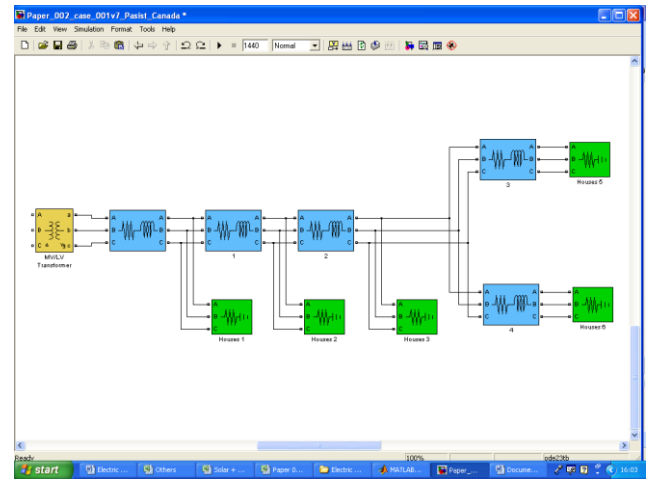 Paper_002_case_001v7_Pasist_Canada *
File Edit View Simulation Format Tools Help
1440 Normal
A B C A B C
3
A B C
Houses 5
A B C a b c
MV/LV
Transformer
A B C A B C
A B C A B C
1
A B C A B C
2
A B C
Houses 1
A B C
Houses 2
A B C
Houses 3
A B C A B C
4
A B C
Houses 6
Ready 100% ode23tb
start Electric ... Others Solar + ... Paper 0... Electric ... MATLAB... Paper_... Docume... 16:03